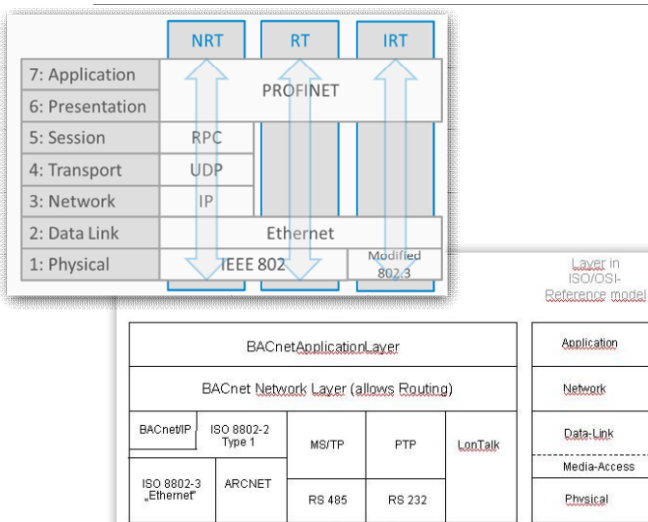 NRT RT IRT
7: Application
PROFINET
6: Presentation
5: Session RPC
4: Transport UDP
3: Network IP
2: Data Link Ethernet
1: Physical IEEE 802 Modified
802.3
Layer in
ISO/OSI-
Reference model
BACnetApplicationLayer Application
BACnet Network Layer (allows Routing) Network
BACnet/IP ISO 8802-2
Type 1
MS/TP PTP LonTalk Data-Link
Media-Access
ISO 8802-3
„Ethernet" ARCNET
RS 485 RS 232 Physical